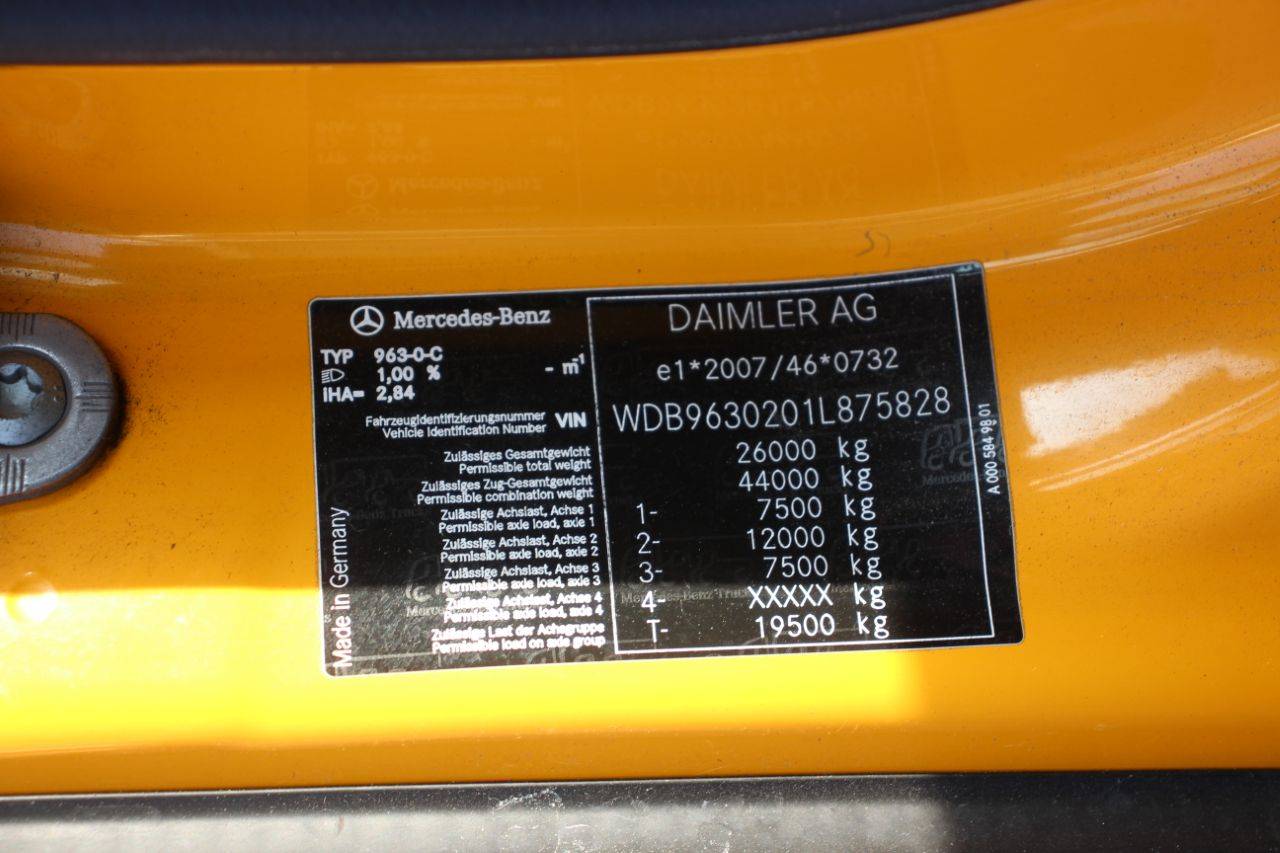 Mercedes-Benz
TYP 963-0-C
1,00 % - m⁻¹
IHA= 2,84
Fahrzeugidentifizierungsnummer
Vehicle Identification Number VIN
Zulässiges Gesamtgewicht
Permissible total weight
Zulässiges Zug-Gesamtgewicht
Permissible combination weight
Zulässige Achslast, Achse 1
Permissible axle load, axle 1
Zulässige Achslast, Achse 2
Permissible axle load, axle 2
Zulässige Achslast, Achse 3
Permissible axle load, axle 3
Zulässige Achslast, Achse 4
Permissible axle load, axle 4
Zulässige Last der Achsgruppe
Permissible load on axle group
Made in Germany
DAIMLER AG
e1*2007/46*0732
WDB9630201L875828
26000 kg
44000 kg
1- 7500 kg
2- 12000 kg
3- 7500 kg
4- XXXXX kg
T- 19500 kg
A 000 584 98 01